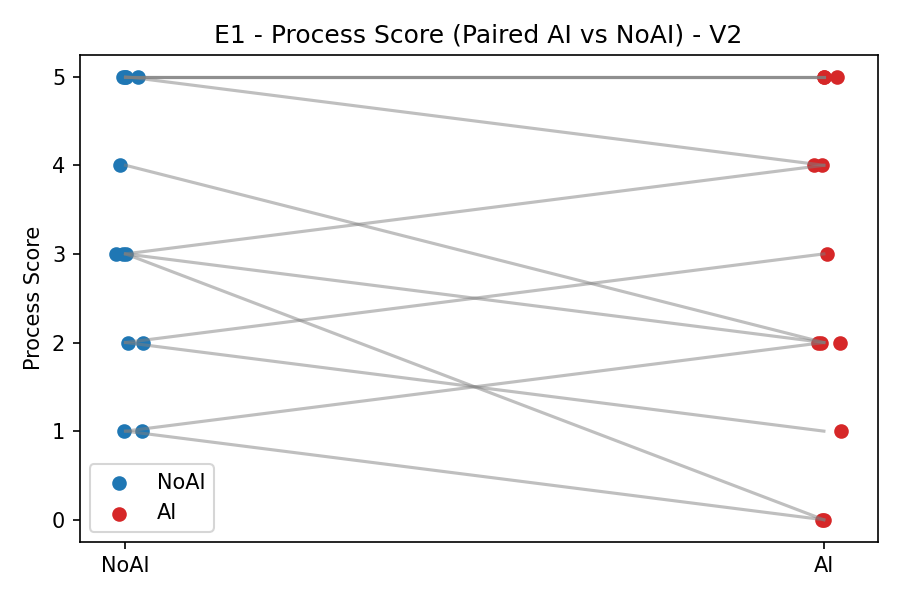 E1 - Process Score (Paired AI vs NoAI) - V2
Process Score
5
4
3
2
1
0
NoAI
AI
NoAI
AI